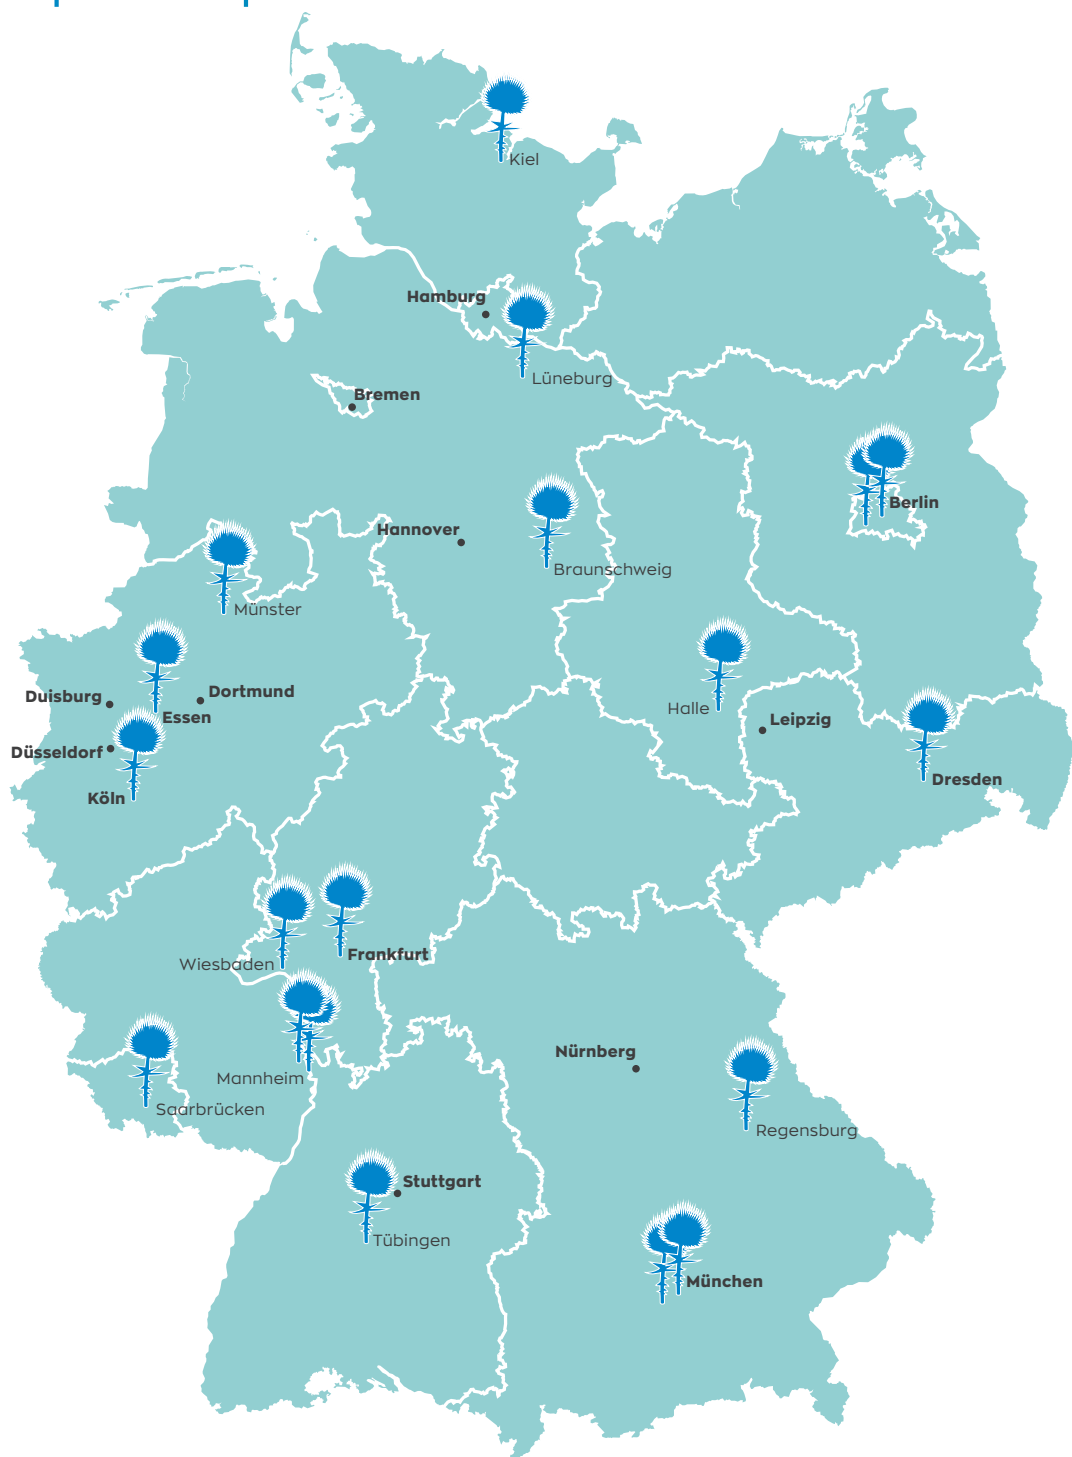 Kiel
Hamburg
Lüneburg
Bremen
Berlin
Hannover
Braunschweig
Münster
Duisburg
Dortmund
Essen
Halle
Leipzig
Düsseldorf
Dresden
Köln
Wiesbaden
Frankfurt
Nürnberg
Mannheim
Saarbrücken
Regensburg
Stuttgart
Tübingen
München